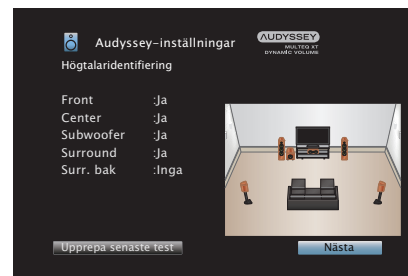 Audyssey-inställningar
AUDYSSEY
MULTEQ XT
DYNAMIC VOLUME
Högtalaridentifiering
Front :Ja
Center :Ja
Subwoofer :Ja
Surround :Ja
Surr. bak :Inga
Upprepa senaste test
Nästa